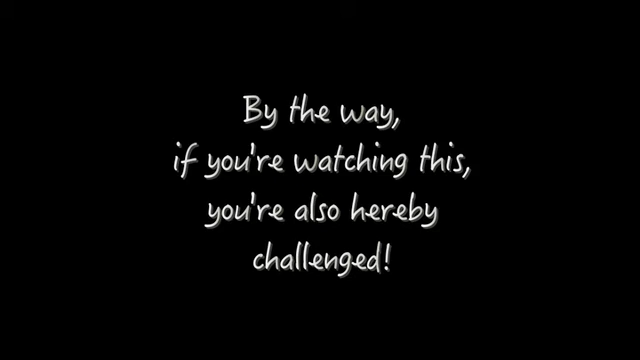 By the way,
if you're watching this,
you're also hereby
challenged!